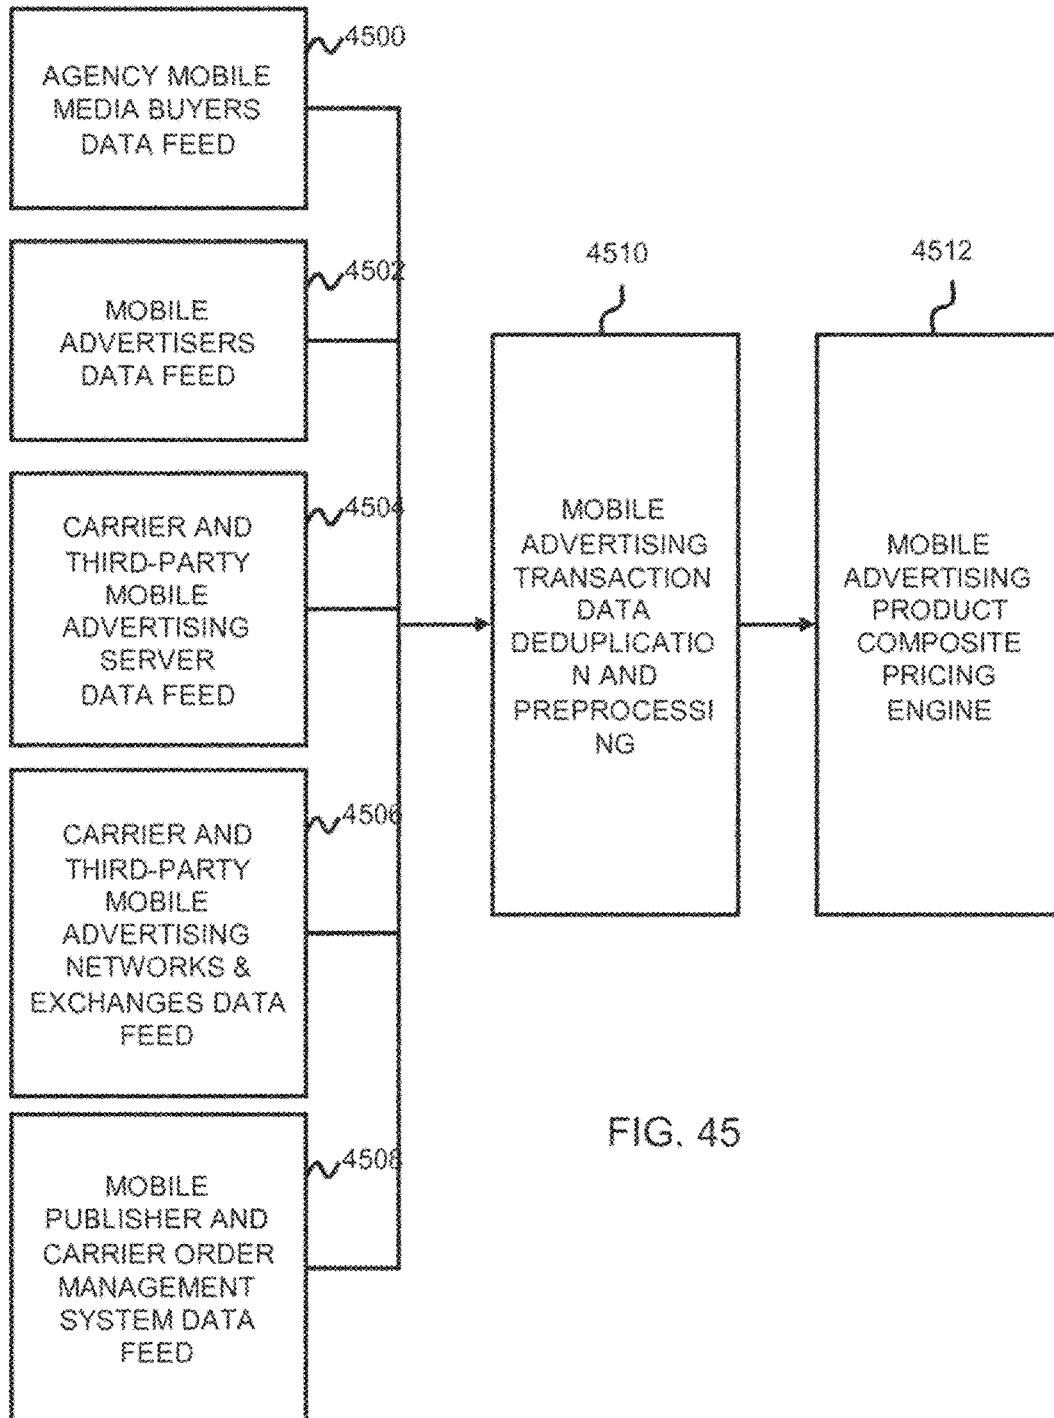 4500
AGENCY MOBILE
MEDIA BUYERS
DATA FEED
4502
MOBILE
ADVERTISERS
DATA FEED
4504
CARRIER AND
THIRD-PARTY
MOBILE
ADVERTISING
SERVER
DATA FEED
4506
CARRIER AND
THIRD-PARTY
MOBILE
ADVERTISING
NETWORKS &
EXCHANGES DATA
FEED
4508
MOBILE
PUBLISHER AND
CARRIER ORDER
MANAGEMENT
SYSTEM DATA
FEED
4510
MOBILE
ADVERTISING
TRANSACTION
DATA
DEDUPLICATIO
N AND
PREPROCESSI
NG
4512
MOBILE
ADVERTISING
PRODUCT
COMPOSITE
PRICING
ENGINE
FIG. 45